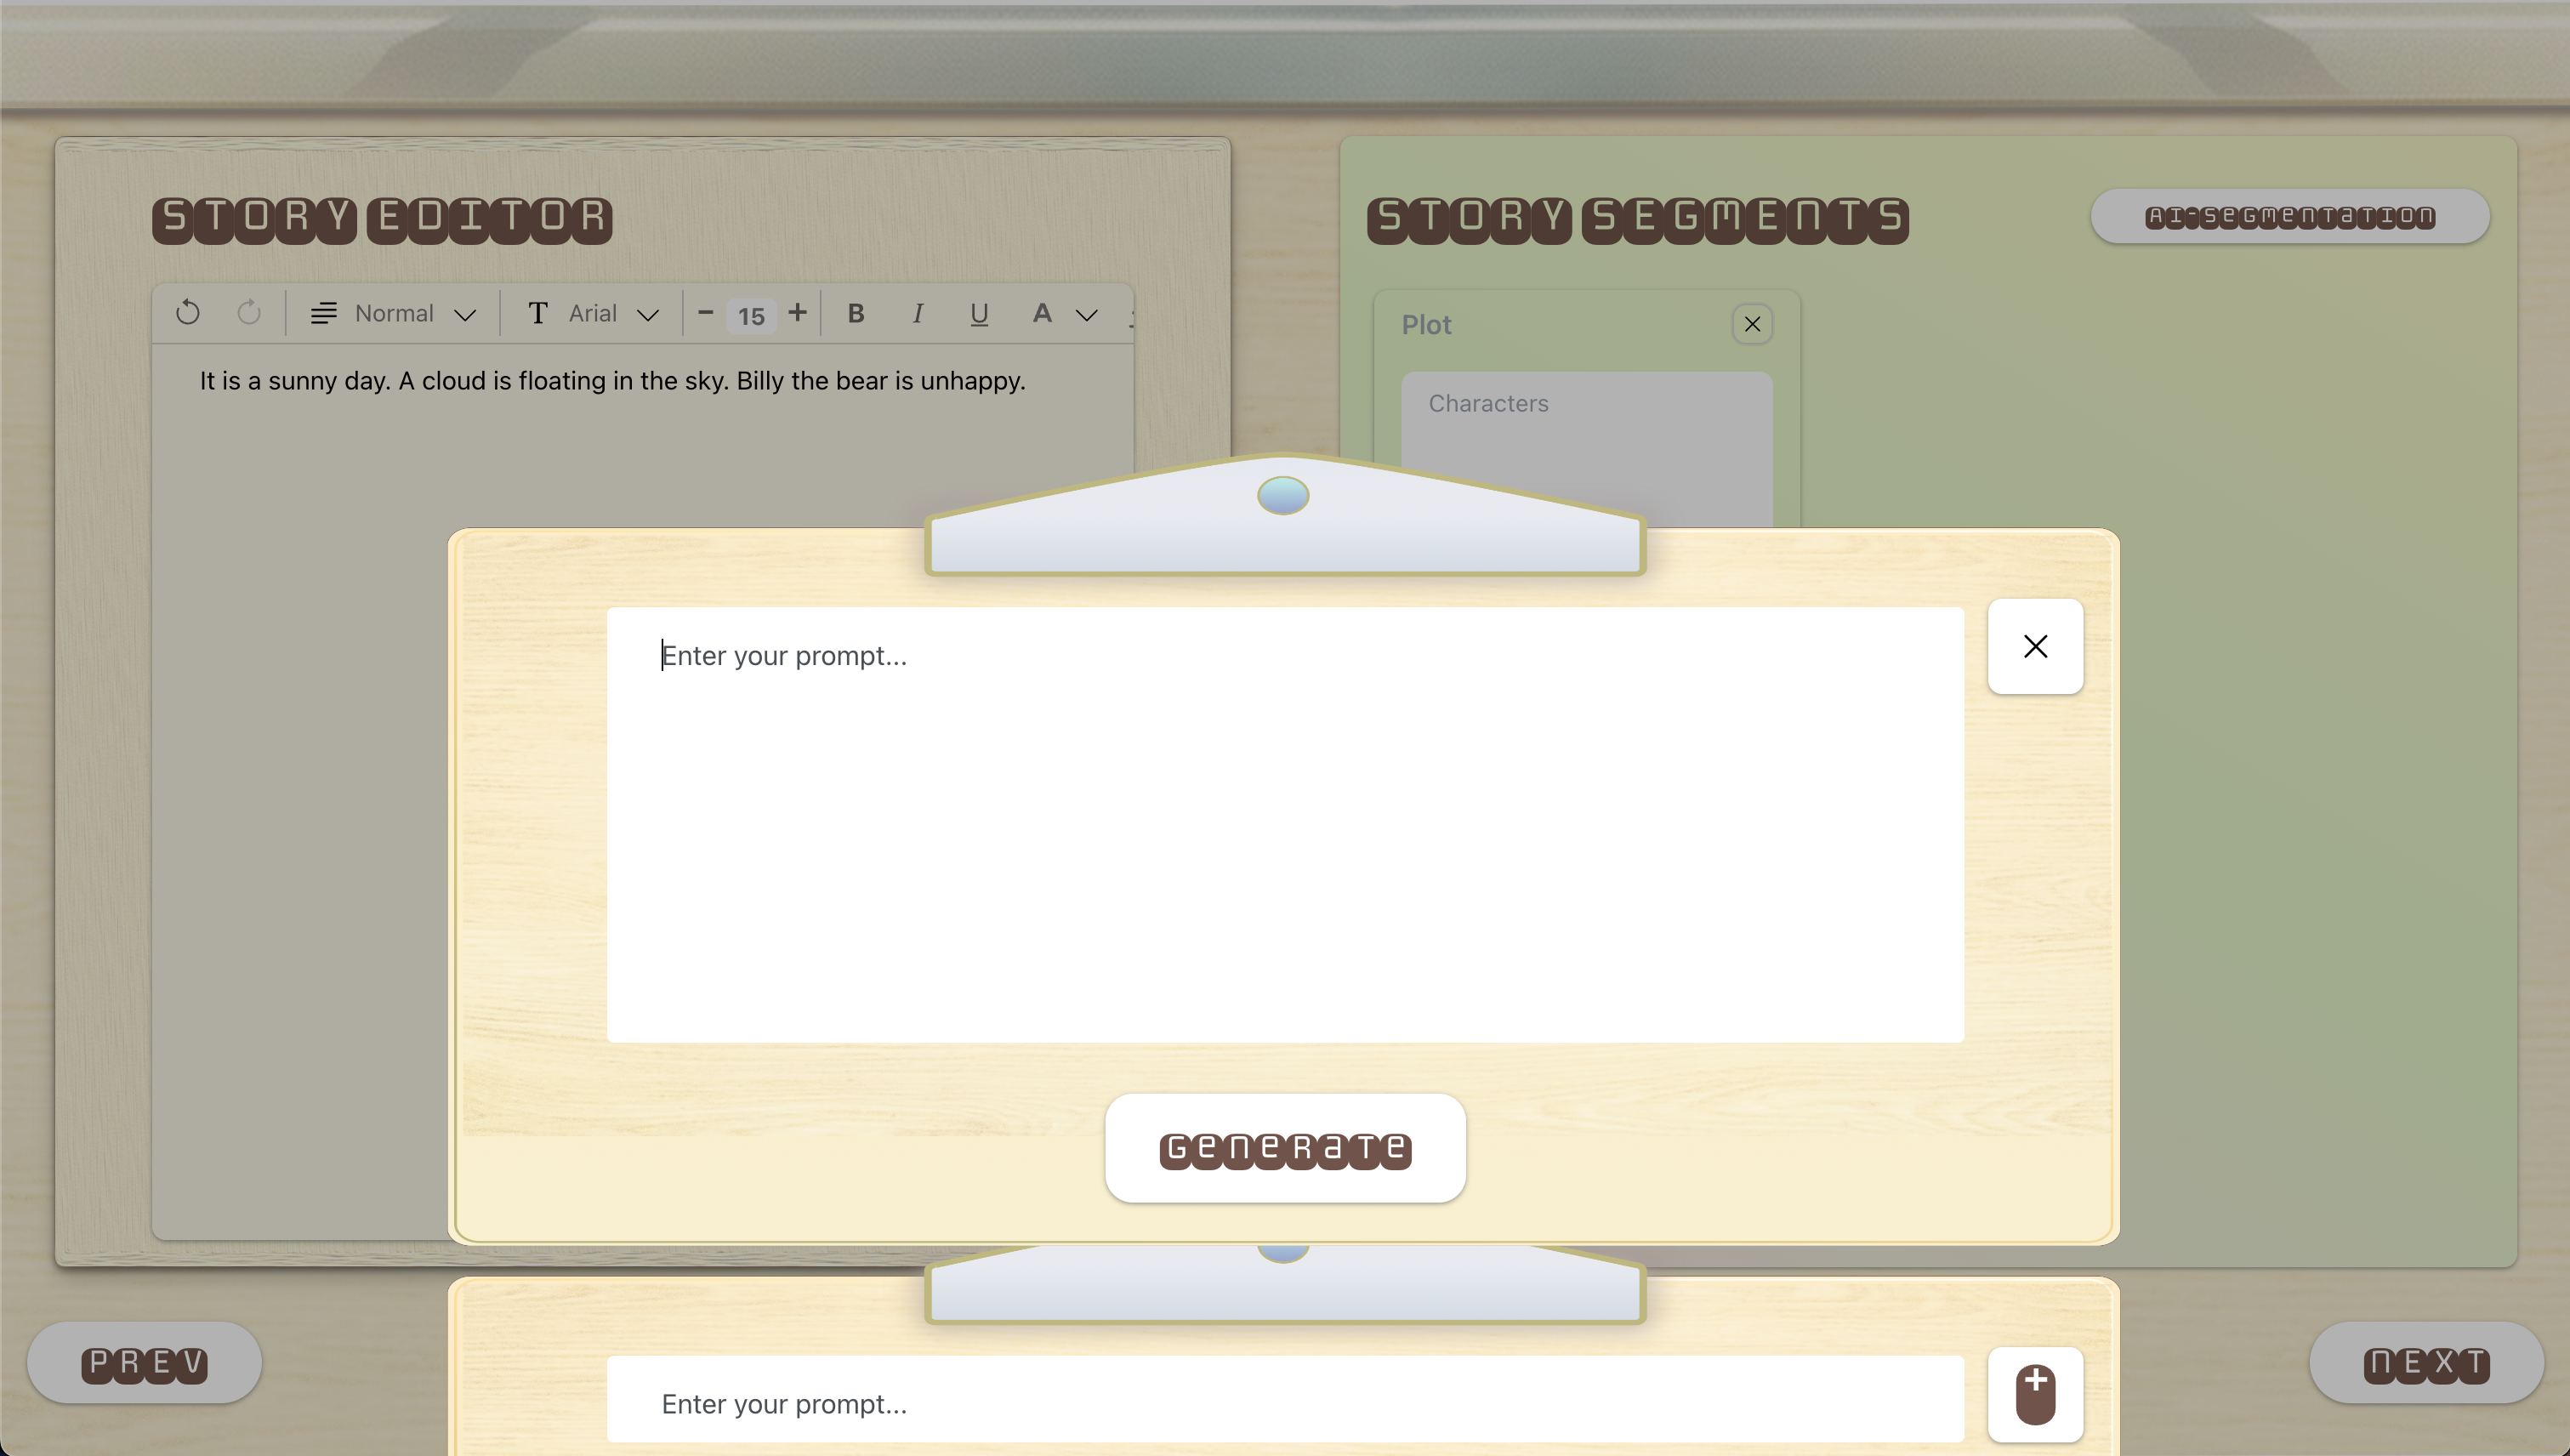 STORY EDITOR
STORY SEGMENTS
AI-SEGMENTATION
Normal
T Arial
- 15 +
B I U A
Plot
It is a sunny day. A cloud is floating in the sky. Billy the bear is unhappy.
Characters
Enter your prompt...
GENERATE
PREV
NEXT
Enter your prompt...
+